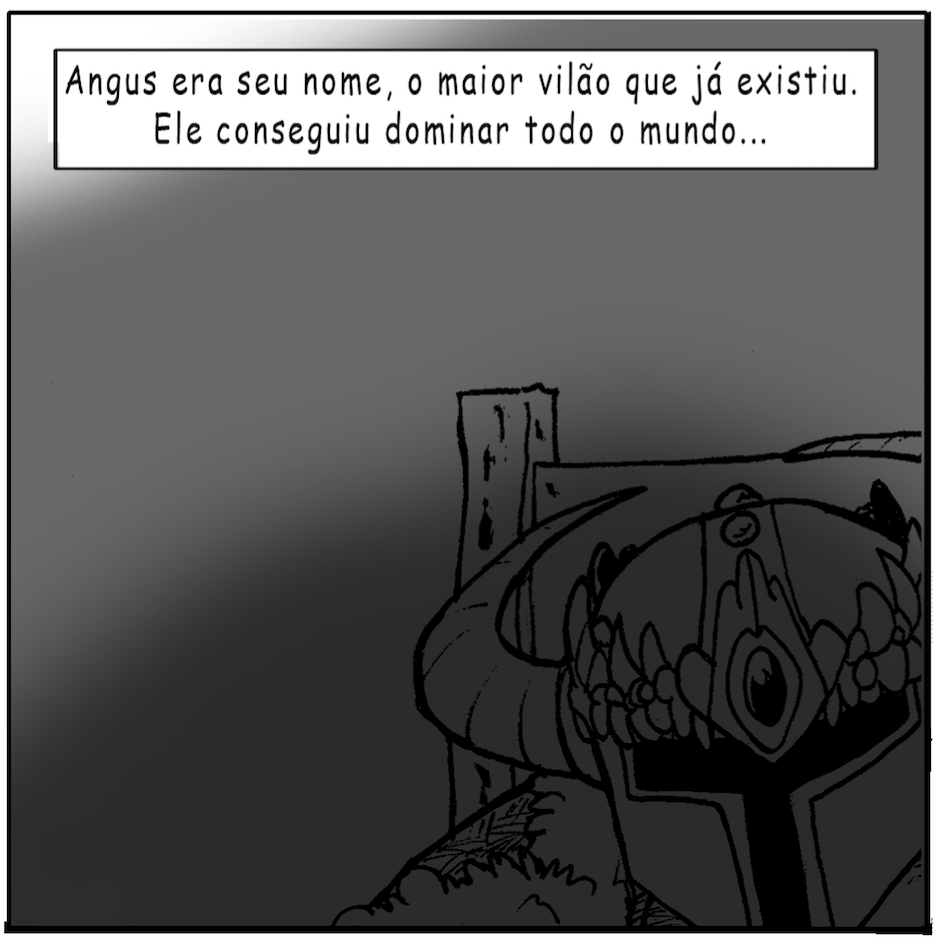 Angus era seu nome, o maior vilão que já existiu.
Ele conseguiu dominar todo o mundo...